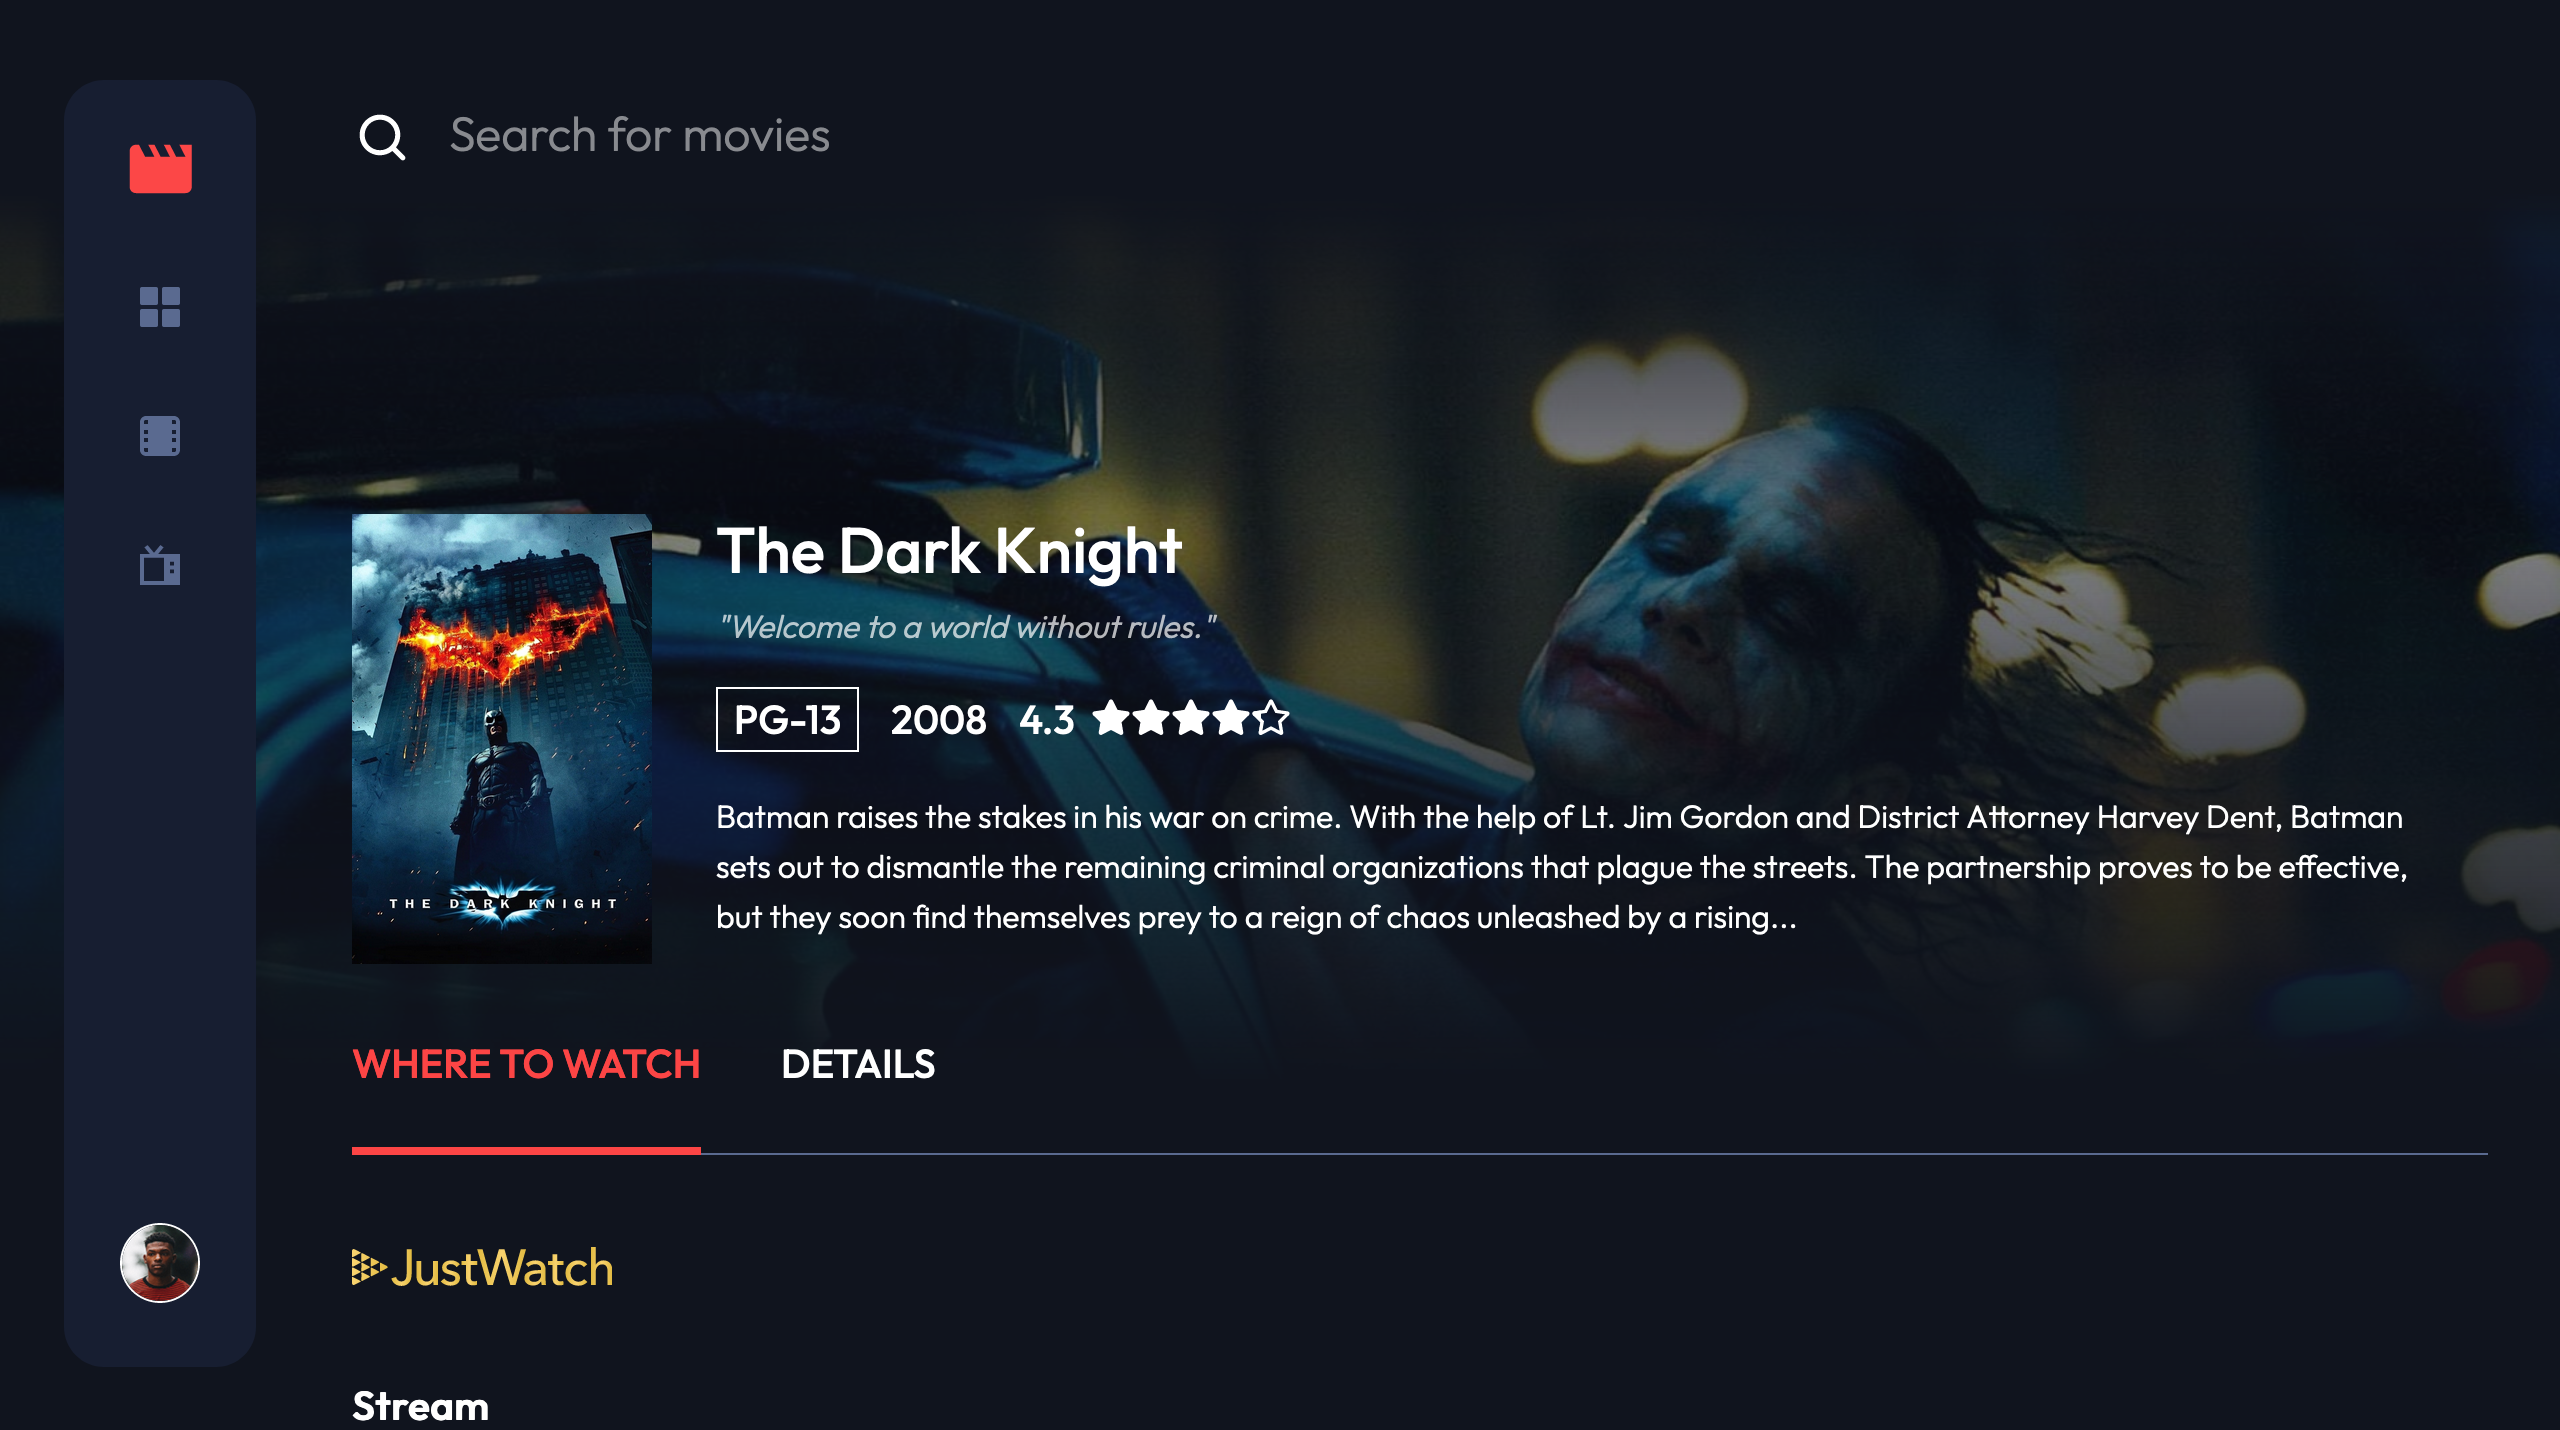 Search for movies
THE DARK KNIGHT
The Dark Knight
"Welcome to a world without rules."
PG-13 2008 4.3
Batman raises the stakes in his war on crime. With the help of Lt. Jim Gordon and District Attorney Harvey Dent, Batman
sets out to dismantle the remaining criminal organizations that plague the streets. The partnership proves to be effective,
but they soon find themselves prey to a reign of chaos unleashed by a rising...
WHERE TO WATCH DETAILS
JustWatch
Stream